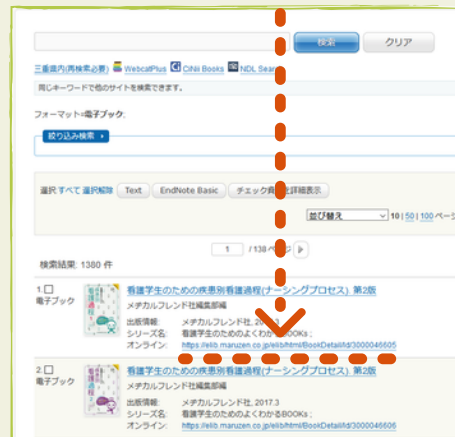 検索 クリア
三重県内(再検索必要) WebcatPlus CiNii Books NDL Sear
同じキーワードで他のサイトを検索できます。
フォーマット=電子ブック;
絞り込み検索
選択 すべて 選択解除 Text EndNote Basic チェック 詳細表示
並び替え 10 | 50 | 100 ページ
1 /138
検索結果: 1380 件
1. 看護学生のための疾患別看護過程(ナーシングプロセス). 第2版
電子ブック メヂカルフレンド社編集部編
出版情報: メヂカルフレンド社, 2017.3
シリーズ名: 看護学生のためのよくわかるBOOKs ;
オンライン: https://elib.maruzen.co.jp/elib/html/BookDetail/Id/3000046605
2. 看護学生のための疾患別看護過程(ナーシングプロセス). 第2版
電子ブック メヂカルフレンド社編集部編
出版情報: メヂカルフレンド社, 2017.3
シリーズ名: 看護学生のためのよくわかるBOOKs ;
オンライン: https://elib.maruzen.co.jp/elib/html/BookDetail/Id/3000046605